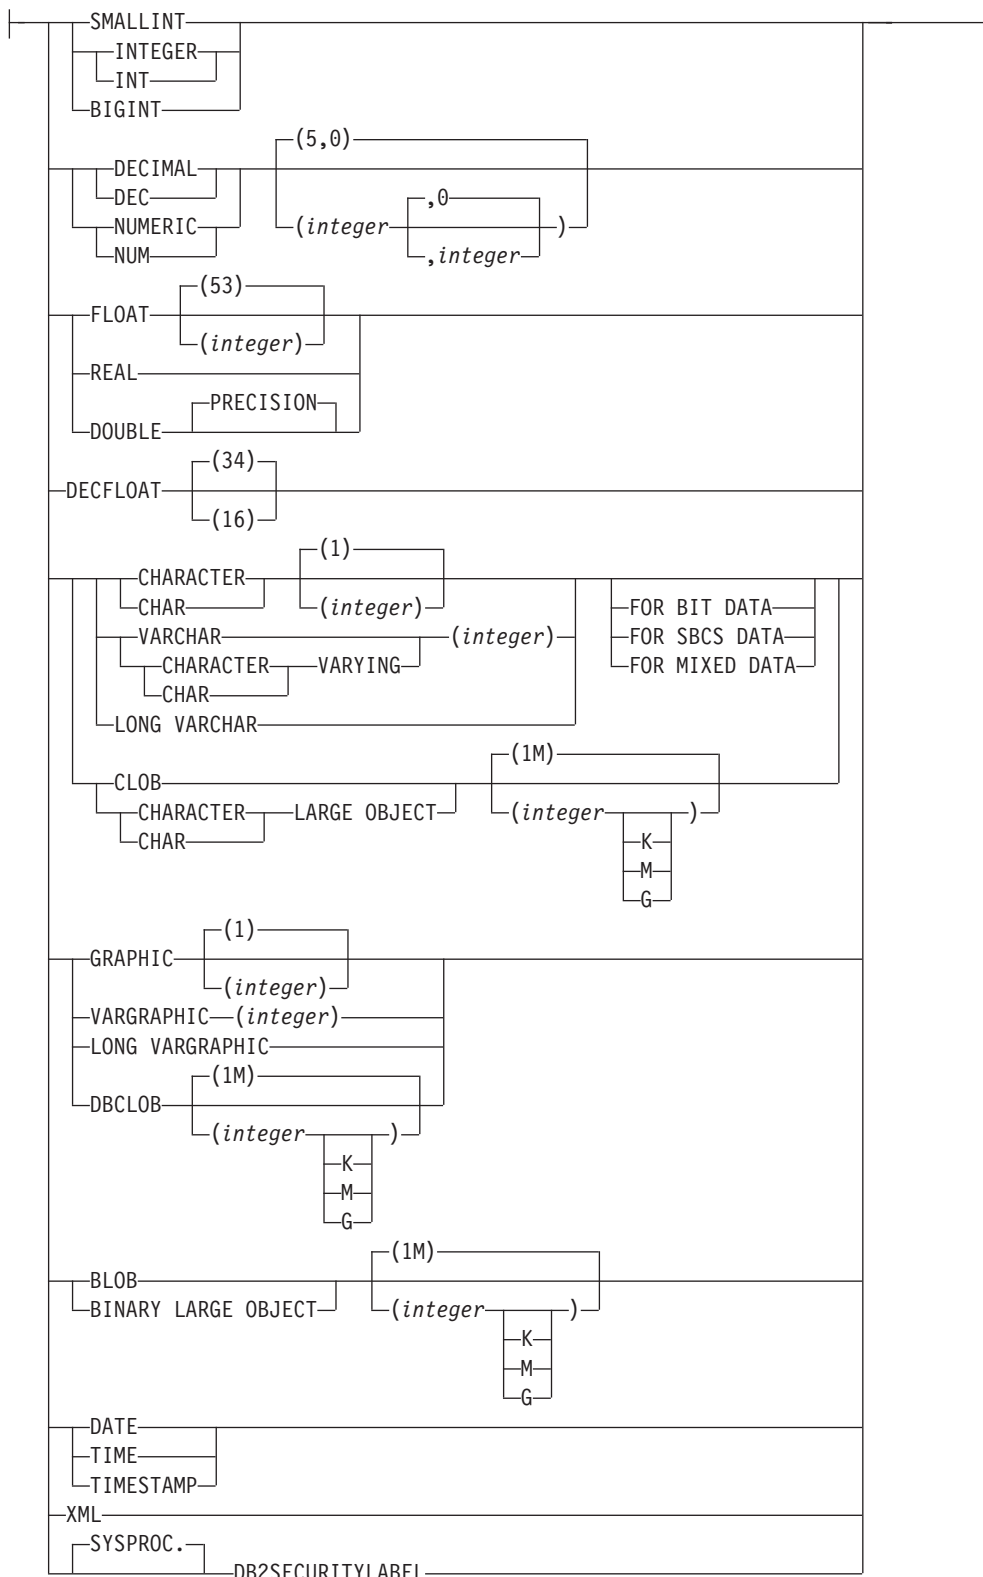 SMALLINT
INTEGER
INT
BIGINT
(5,0)
DECIMAL
DEC
,0
NUMERIC
(integer )
NUM
,integer
(53)
FLOAT
(integer)
REAL
PRECISION
DOUBLE
(34)
DECFLOAT
(16)
(1)
CHARACTER
CHAR (integer) FOR BIT DATA
VARCHAR (integer) FOR SBCS DATA
CHARACTER VARYING FOR MIXED DATA
CHAR
LONG VARCHAR
(1M)
CLOB
CHARACTER LARGE OBJECT (integer )
CHAR K
M
G
(1)
GRAPHIC
(integer)
VARGRAPHIC (integer)
LONG VARGRAPHIC
(1M)
DBCLOB
(integer )
K
M
G
(1M)
BLOB
BINARY LARGE OBJECT (integer )
K
M
G
DATE
TIME
TIMESTAMP
XML
SYSPROC.
DB2SECURITYLABEL